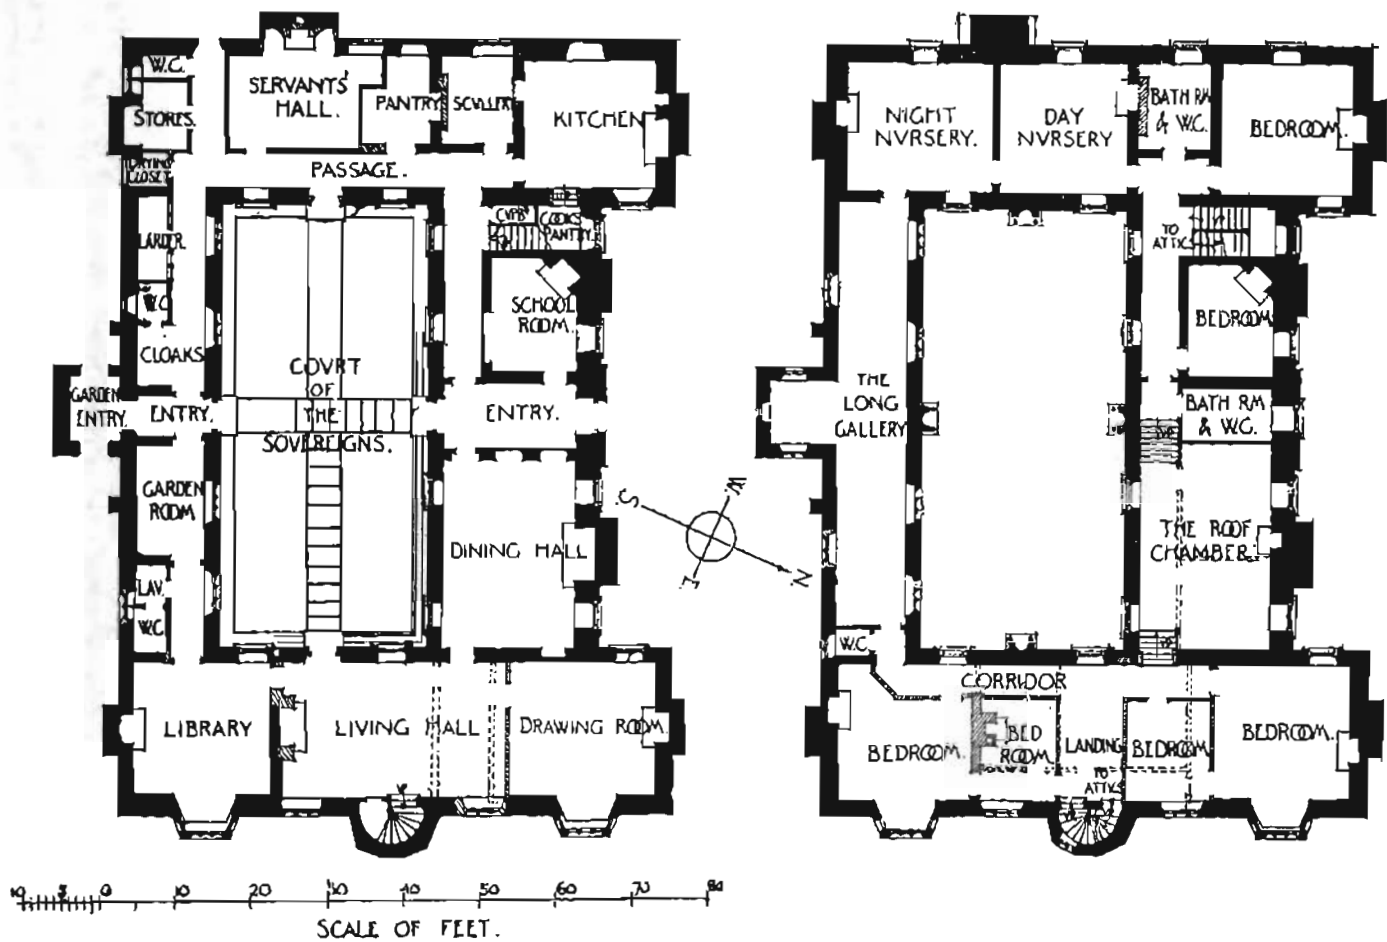 W.C.
SERVANTS'
HALL.
PANTRY
SCULLERY
KITCHEN
STORES.
DRYING
CLOSET
PASSAGE.
LARDER.
CUPB
COOKS
PANTRY.
W.C.
SCHOOL
ROOM.
CLOAKS
COVRT
OF
THE
SOVEREIGNS.
GARDEN
ENTRY.
ENTRY.
ENTRY.
GARDEN
ROOM
DINING HALL
LAV.
W.C.
LIBRARY
LIVING HALL
DRAWING ROOM.
VP
NIGHT
NVRSERY.
DAY
NVRSERY
BATH RM
& W.C.
BEDROOM.
TO
ATTICS
BEDROOM
THE
LONG
GALLERY
BATH RM
& W.C.
THE ROOF
CHAMBER.
W.C.
CORRIDOR
BEDROOM.
BED
ROOM
LANDING
BEDROOM
BEDROOM.
TO
ATTICS
S. W. E. N.
10 5 0 10 20 30 40 50 60 70 80
SCALE OF FEET.